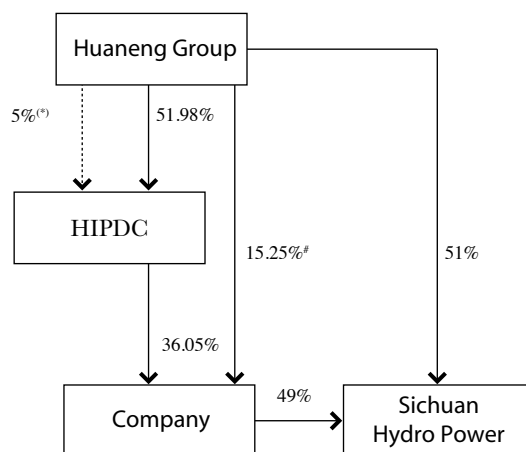 Huaneng Group
5%(*)
51.98%
HIPDC
15.25%#
51%
36.05%
Company
49%
Sichuan
Hydro Power